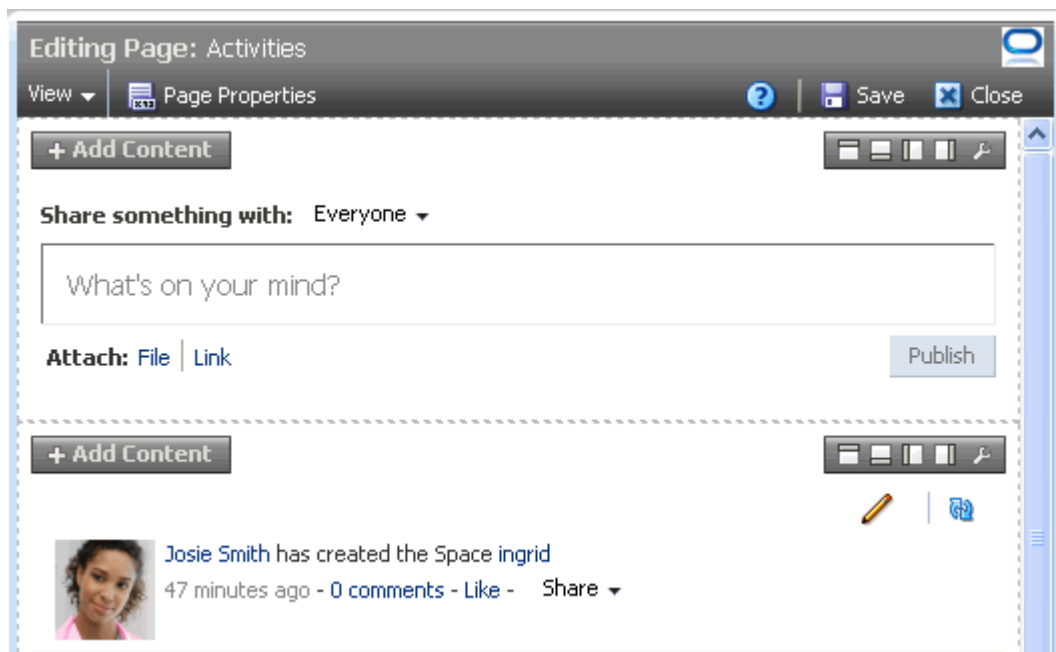 Editing Page: Activities
View Page Properties Save Close
+ Add Content
Share something with: Everyone
What's on your mind?
Attach: File Link Publish
+ Add Content
Josie Smith has created the Space ingrid
47 minutes ago - 0 comments - Like - Share